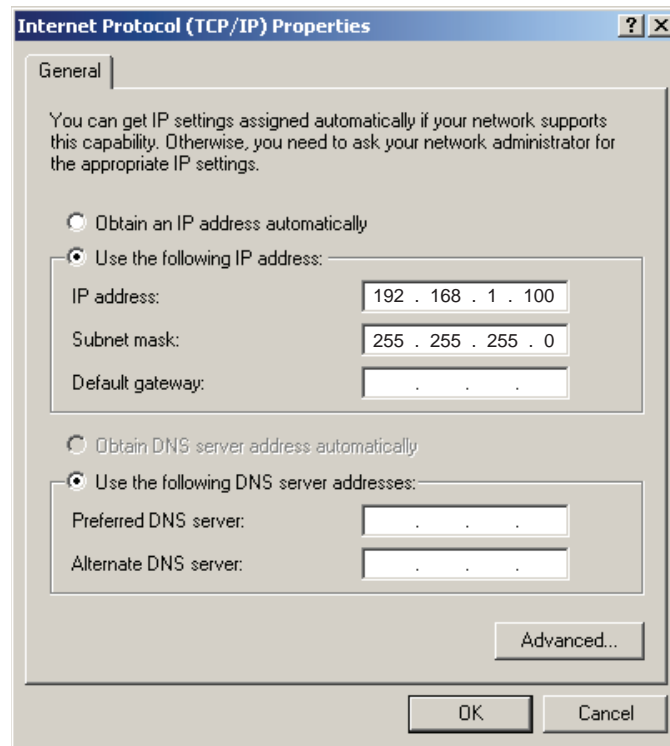 Internet Protocol (TCP/IP) Properties
General
You can get IP settings assigned automatically if your network supports
this capability. Otherwise, you need to ask your network administrator for
the appropriate IP settings.
Obtain an IP address automatically
Use the following IP address:
IP address: 192 . 168 . 1 . 100
Subnet mask: 255 . 255 . 255 . 0
Default gateway: . . .
Obtain DNS server address automatically
Use the following DNS server addresses:
Preferred DNS server: . . .
Alternate DNS server: . . .
Advanced...
OK Cancel